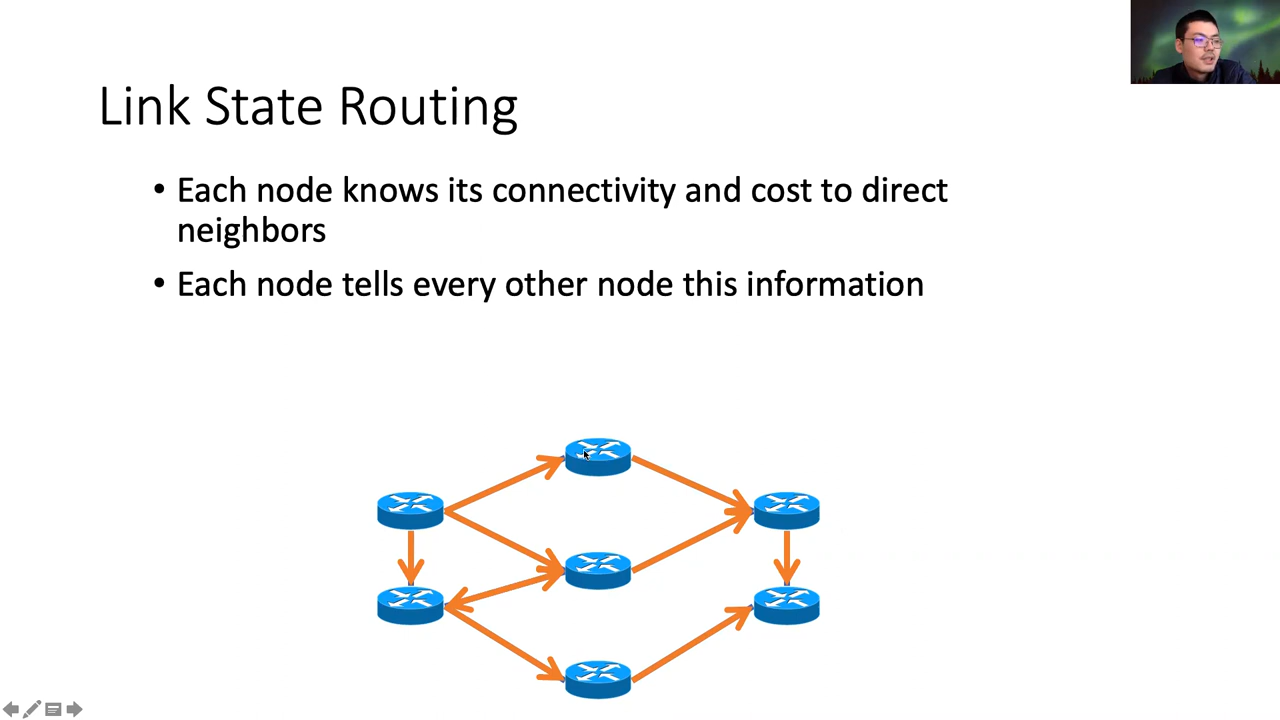 Link State Routing
• Each node knows its connectivity and cost to direct
neighbors
• Each node tells every other node this information